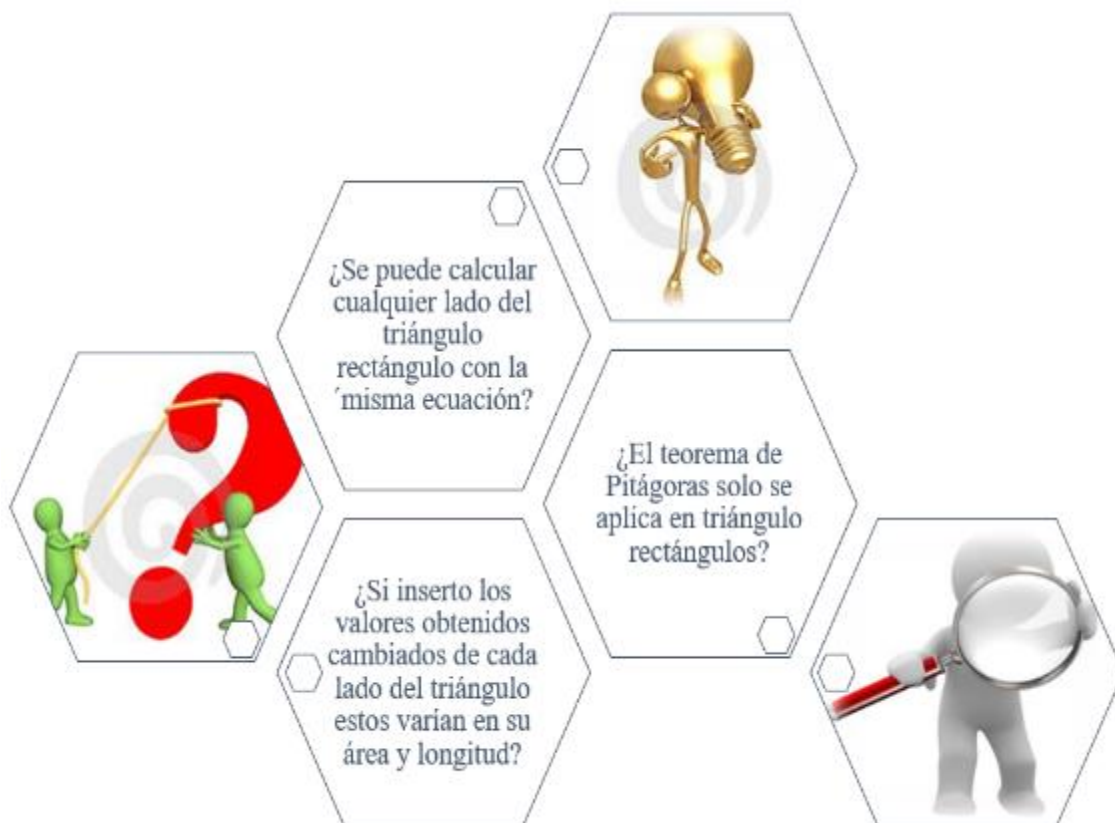 ¿Se puede calcular
cualquier lado del
triángulo
rectángulo con la
´misma ecuación?
¿El teorema de
Pitágoras solo se
aplica en triángulo
rectángulos?
¿Si inserto los
valores obtenidos
cambiados de cada
lado del triángulo
estos varían en su
área y longitud?